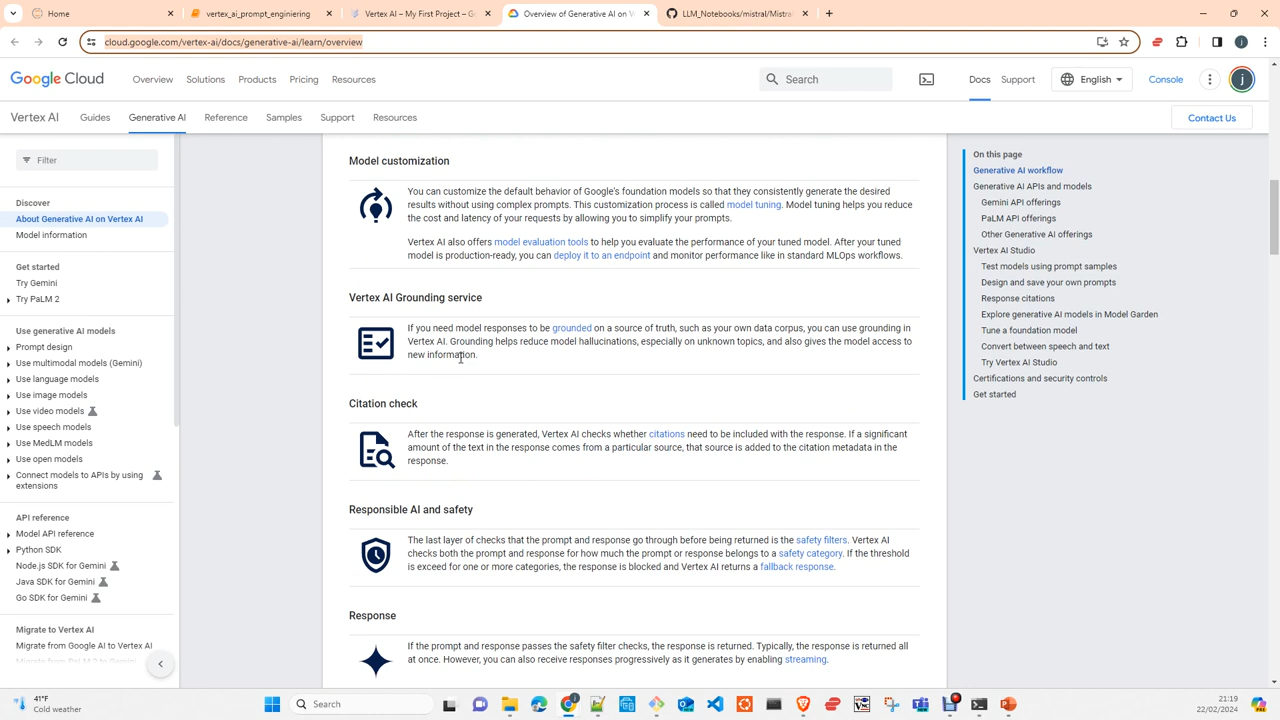 Home
vertex_ai_prompt_enginiering
Vertex AI – My First Project – G
Overview of Generative AI on V
LLM_Notebooks/mistral/Mistral
cloud.google.com/vertex-ai/docs/generative-ai/learn/overview
Google Cloud
Overview
Solutions
Products
Pricing
Resources
Search
Docs
Support
English
Console
j
Vertex AI
Guides
Generative AI
Reference
Samples
Support
Resources
Contact Us
Filter
Discover
About Generative AI on Vertex AI
Model information
Get started
Try Gemini
Try PaLM 2
Use generative AI models
Prompt design
Use multimodal models (Gemini)
Use language models
Use image models
Use video models
Use speech models
Use MedLM models
Use open models
Connect models to APIs by using
extensions
API reference
Model API reference
Python SDK
Node.js SDK for Gemini
Java SDK for Gemini
Go SDK for Gemini
Migrate to Vertex AI
Migrate from Google AI to Vertex AI
Migrate from PaLM 2 to Gemini
Model customization
You can customize the default behavior of Google's foundation models so that they consistently generate the desired
results without using complex prompts. This customization process is called model tuning. Model tuning helps you reduce
the cost and latency of your requests by allowing you to simplify your prompts.
Vertex AI also offers model evaluation tools to help you evaluate the performance of your tuned model. After your tuned
model is production-ready, you can deploy it to an endpoint and monitor performance like in standard MLOps workflows.
Vertex AI Grounding service
If you need model responses to be grounded on a source of truth, such as your own data corpus, you can use grounding in
Vertex AI. Grounding helps reduce model hallucinations, especially on unknown topics, and also gives the model access to
new information.
Citation check
After the response is generated, Vertex AI checks whether citations need to be included with the response. If a significant
amount of the text in the response comes from a particular source, that source is added to the citation metadata in the
response.
Responsible AI and safety
The last layer of checks that the prompt and response go through before being returned is the safety filters. Vertex AI
checks both the prompt and response for how much the prompt or response belongs to a safety category. If the threshold
is exceed for one or more categories, the response is blocked and Vertex AI returns a fallback response.
Response
If the prompt and response passes the safety filter checks, the response is returned. Typically, the response is returned all
at once. However, you can also receive responses progressively as it generates by enabling streaming.
On this page
Generative AI workflow
Generative AI APIs and models
Gemini API offerings
PaLM API offerings
Other Generative AI offerings
Vertex AI Studio
Test models using prompt samples
Design and save your own prompts
Response citations
Explore generative AI models in Model Garden
Tune a foundation model
Convert between speech and text
Try Vertex AI Studio
Certifications and security controls
Get started
41°F
Cold weather
Search
21:19
22/02/2024